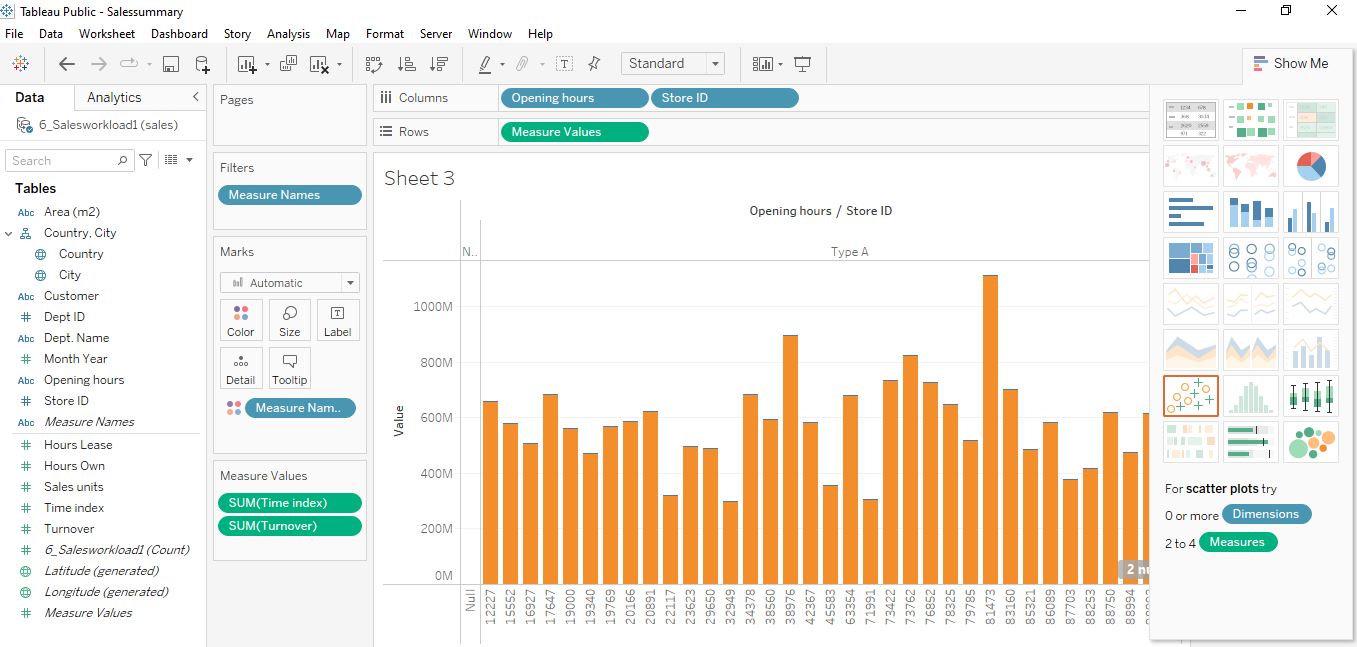 Tableau Public - Salessummary
File Data Worksheet Dashboard Story Analysis Map Format Server Window Help
Standard
Show Me
Data Analytics
6_Salesworkload1 (sales)
Search
Tables
Abc Area (m2)
Country, City
Country
City
Abc Customer
Dept ID
Abc Dept. Name
Month Year
Abc Opening hours
Store ID
Abc Measure Names
Hours Lease
Hours Own
Sales units
Time index
Turnover
6_Salesworkload1 (Count)
Latitude (generated)
Longitude (generated)
Measure Values
Pages
Filters
Measure Names
Marks
Automatic
Color Size Label
Detail Tooltip
Measure Nam..
Measure Values
SUM(Time index)
SUM(Turnover)
Columns Opening hours Store ID
Rows Measure Values
Sheet 3
Opening hours / Store ID
N.. Type A
Value
1000M
800M
600M
400M
200M
0M
Null
12227
15552
16927
17647
19000
19340
19769
20166
20891
22117
23623
29650
32949
34378
38560
38976
42367
45583
63354
71991
73422
73762
76852
78325
79785
81473
83160
85321
86089
87703
88253
88750
88994
2 nu
For scatter plots try
0 or more Dimensions
2 to 4 Measures